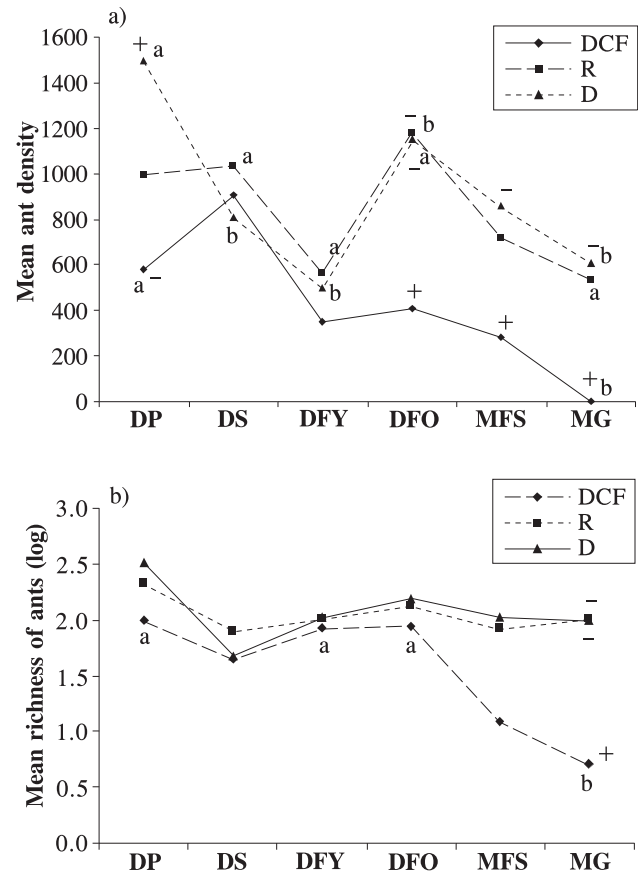 a)
Mean ant density
1600
1400
1200
1000
800
600
400
200
0
DCF
R
D
+ a
a
b
a –
a
b
– b
a
–
–
+
+
– b
a
+ b
DP DS DFY DFO MFS MG
b)
Mean richness of ants (log)
3.0
2.5
2.0
1.5
1.0
0.5
0.0
DCF
R
D
a
a
a
–
–
+
b
DP DS DFY DFO MFS MG